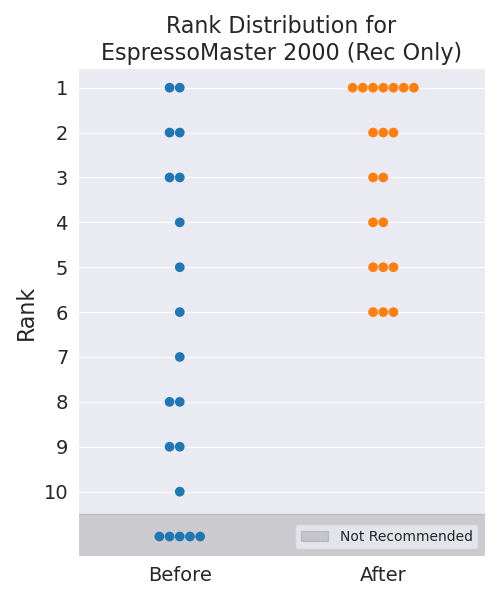 Rank Distribution for
EspressoMaster 2000 (Rec Only)
Rank
1
2
3
4
5
6
7
8
9
10
Not Recommended
Before After